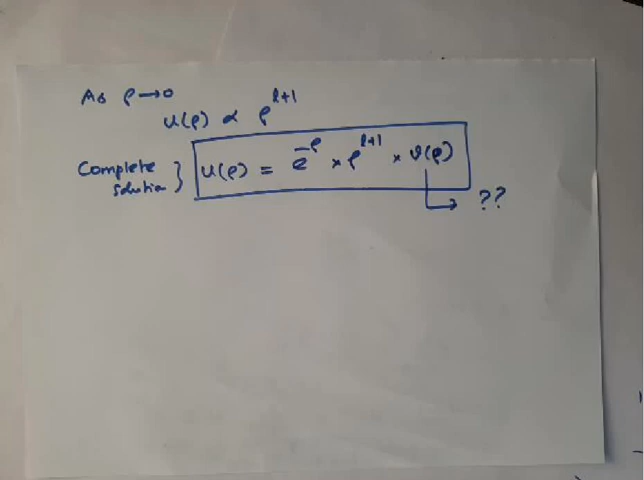 As ρ→0
u(ρ) ∝ ρ^{l+1}
Complete solution } u(ρ) = e^{-ρ} × ρ^{l+1} × v(ρ)
??